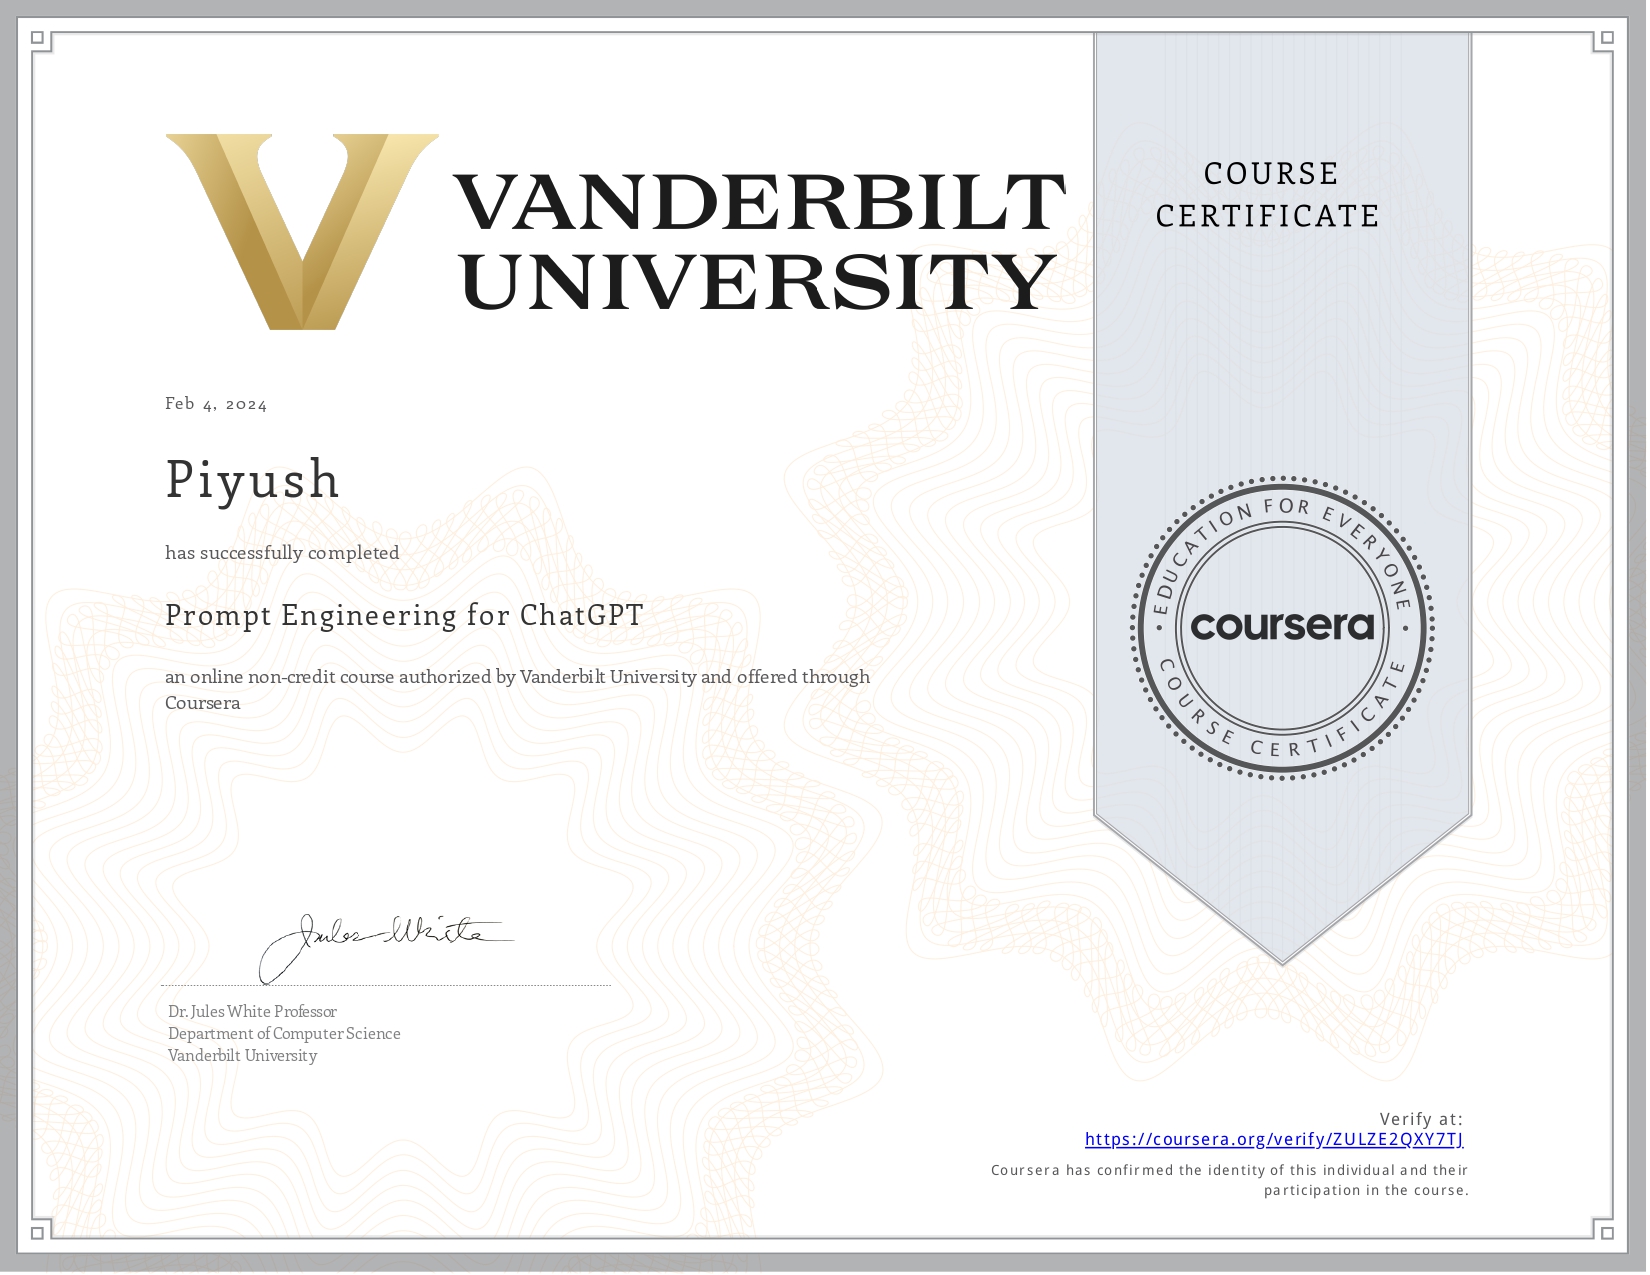 VANDERBILT
UNIVERSITY
COURSE
CERTIFICATE
Feb 4, 2024
Piyush
has successfully completed
Prompt Engineering for ChatGPT
an online non-credit course authorized by Vanderbilt University and offered through
Coursera
EDUCATION FOR EVERYONE
coursera
COURSE CERTIFICATE
Jules White
Dr. Jules White Professor
Department of Computer Science
Vanderbilt University
Verify at:
https://coursera.org/verify/ZULZE2QXY7TJ
Coursera has confirmed the identity of this individual and their
participation in the course.